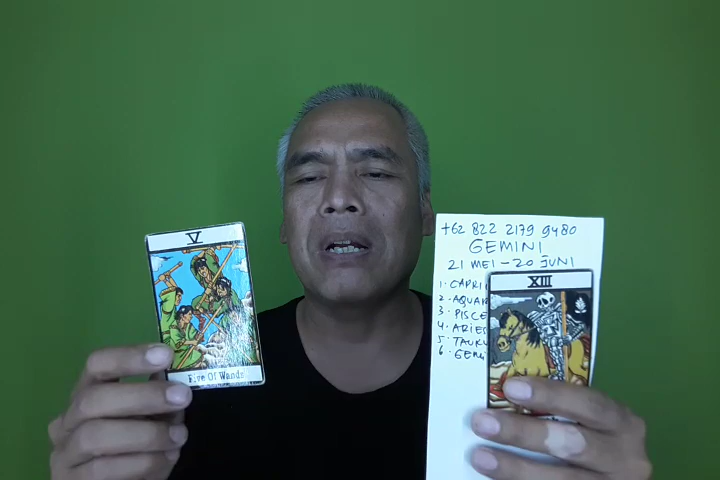 V
Five Of Wands
+62 822 2179 9480
GEMINI
21 MEI - 20 JUNI
1. CAPRI
2. AQUAR
3. PISCE
4. ARIES
5. TAURU
6. GEMI
XIII